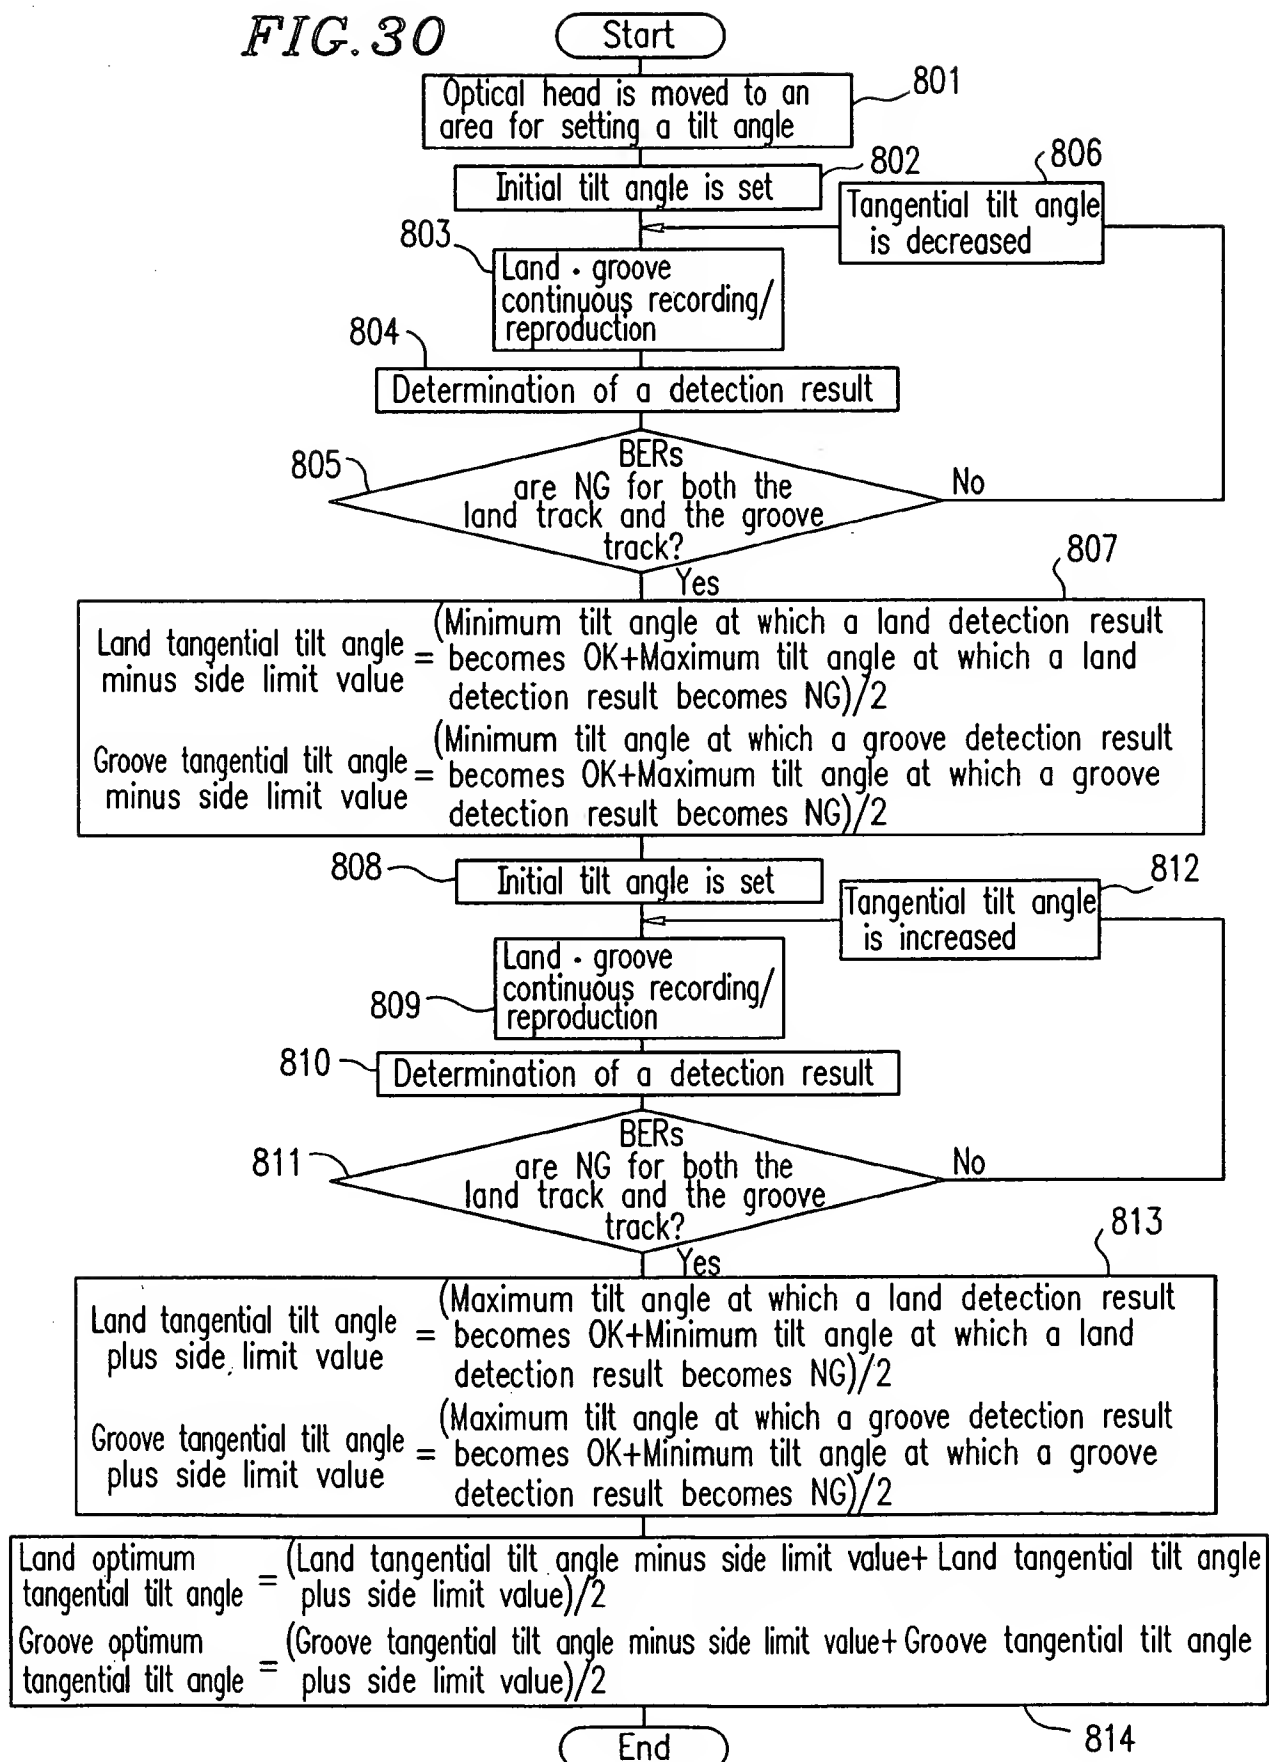 FIG.30
Start
Optical head is moved to an
area for setting a tilt angle
801
Initial tilt angle is set
802
806
Tangential tilt angle
is decreased
803
Land · groove
continuous recording/
reproduction
804
Determination of a detection result
805
BERs
are NG for both the
land track and the groove
track?
No
Yes
807
Land tangential tilt angle
minus side limit value
=
(Minimum tilt angle at which a land detection result
becomes OK+Maximum tilt angle at which a land
detection result becomes NG)/2
Groove tangential tilt angle
minus side limit value
=
(Minimum tilt angle at which a groove detection result
becomes OK+Maximum tilt angle at which a groove
detection result becomes NG)/2
808
Initial tilt angle is set
812
Tangential tilt angle
is increased
809
Land · groove
continuous recording/
reproduction
810
Determination of a detection result
811
BERs
are NG for both the
land track and the groove
track?
No
Yes
813
Land tangential tilt angle
plus side limit value
=
(Maximum tilt angle at which a land detection result
becomes OK+Minimum tilt angle at which a land
detection result becomes NG)/2
Groove tangential tilt angle
plus side limit value
=
(Maximum tilt angle at which a groove detection result
becomes OK+Minimum tilt angle at which a groove
detection result becomes NG)/2
Land optimum
tangential tilt angle
=
(Land tangential tilt angle minus side limit value+ Land tangential tilt angle
plus side limit value)/2
Groove optimum
tangential tilt angle
=
(Groove tangential tilt angle minus side limit value+ Groove tangential tilt angle
plus side limit value)/2
814
End